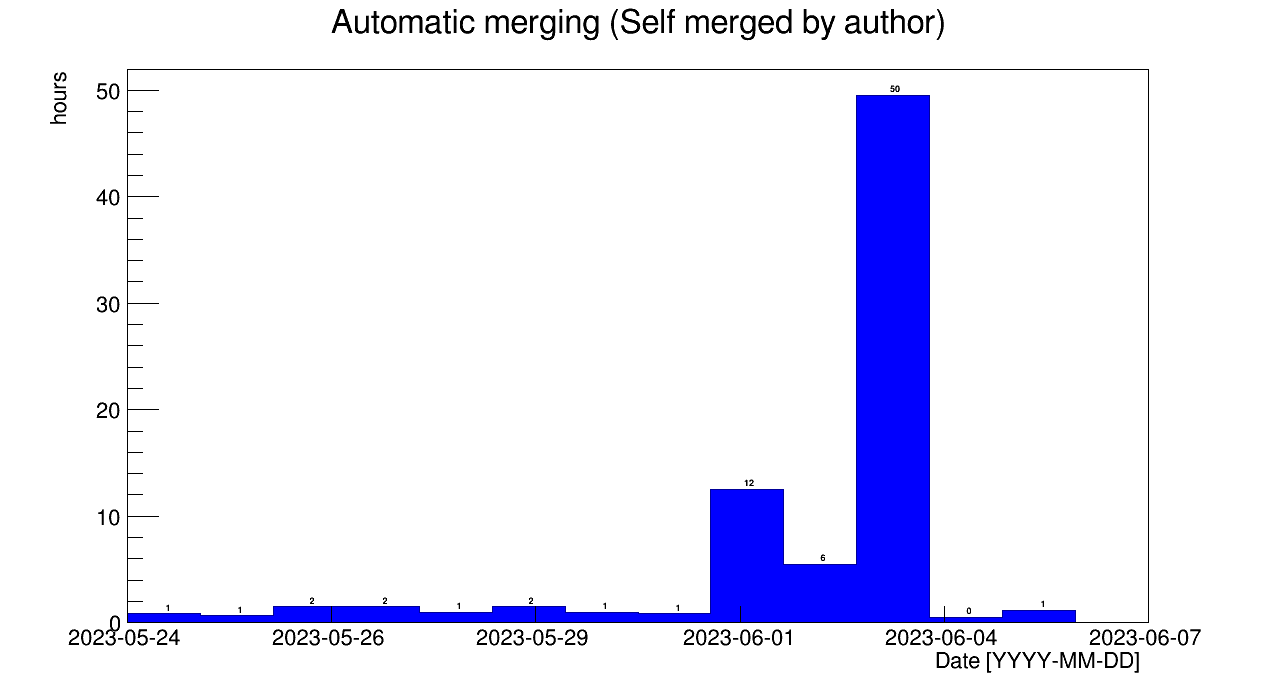 Automatic merging (Self merged by author)
hours
50
40
30
20
10
0
1 1 2 2 1 2 1 1 12 6 50 0 1
2023-05-24 2023-05-26 2023-05-29 2023-06-01 2023-06-04 2023-06-07
Date [YYYY-MM-DD]